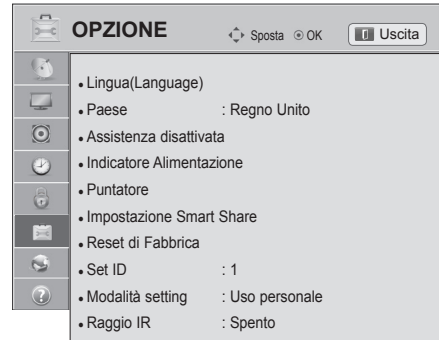 OPZIONE Sposta OK Uscita
• Lingua(Language)
• Paese : Regno Unito
• Assistenza disattivata
• Indicatore Alimentazione
• Puntatore
• Impostazione Smart Share
• Reset di Fabbrica
• Set ID : 1
• Modalità setting : Uso personale
• Raggio IR : Spento